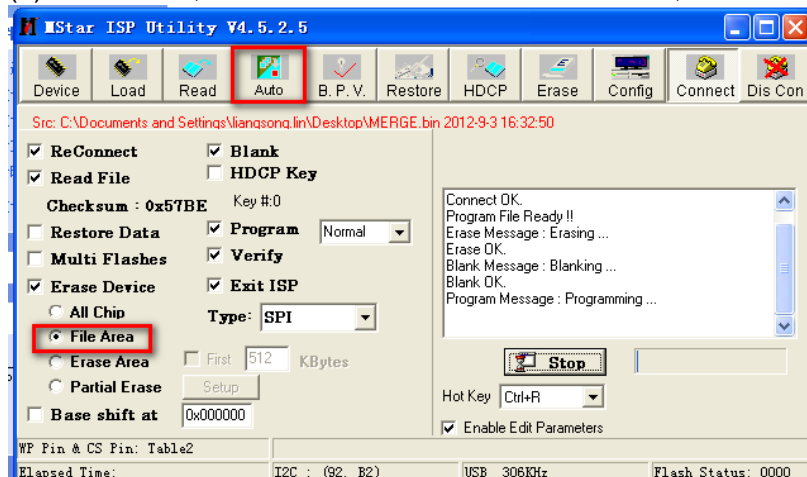 MStar ISP Utility V4.5.2.5
Device Load Read Auto B.P.V. Restore HDCP Erase Config Connect Dis Con
Src: C:\Documents and Settings\liangsong.lin\Desktop\MERGE.bin 2012-9-3 16:32:50
ReConnect Blank
Read File HDCP Key
Checksum : 0x57BE Key #:0
Restore Data Program Normal
Multi Flashes Verify
Erase Device Exit ISP
All Chip Type: SPI
File Area
Erase Area First 512 KBytes
Partial Erase Setup
Base shift at 0x000000
Connect OK.
Program File Ready !!
Erase Message : Erasing ...
Erase OK.
Blank Message : Blanking ...
Blank OK.
Program Message : Programming ...
Stop
Hot Key Ctrl+R
Enable Edit Parameters
WP Pin & CS Pin: Table2
Elapsed Time: I2C : (92, B2) USB 306KHz Flash Status: 0000